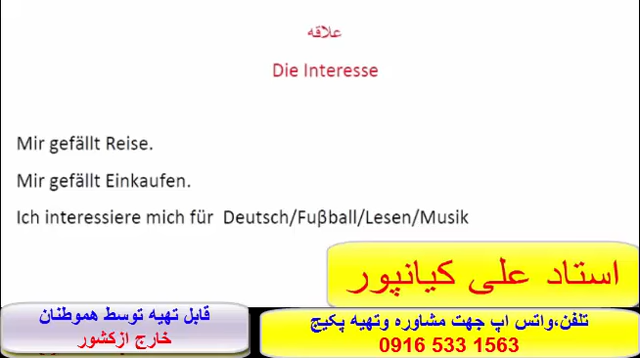 علاقه
Die Interesse
Mir gefällt Reise.
Mir gefällt Einkaufen.
Ich interessiere mich für Deutsch/Fuβball/Lesen/Musik
استاد علی کیانپور
قابل تهیه توسط هموطنان
خارج ازکشور
تلفن،واتس اپ جهت مشاوره وتهیه پکیج
0916 533 1563